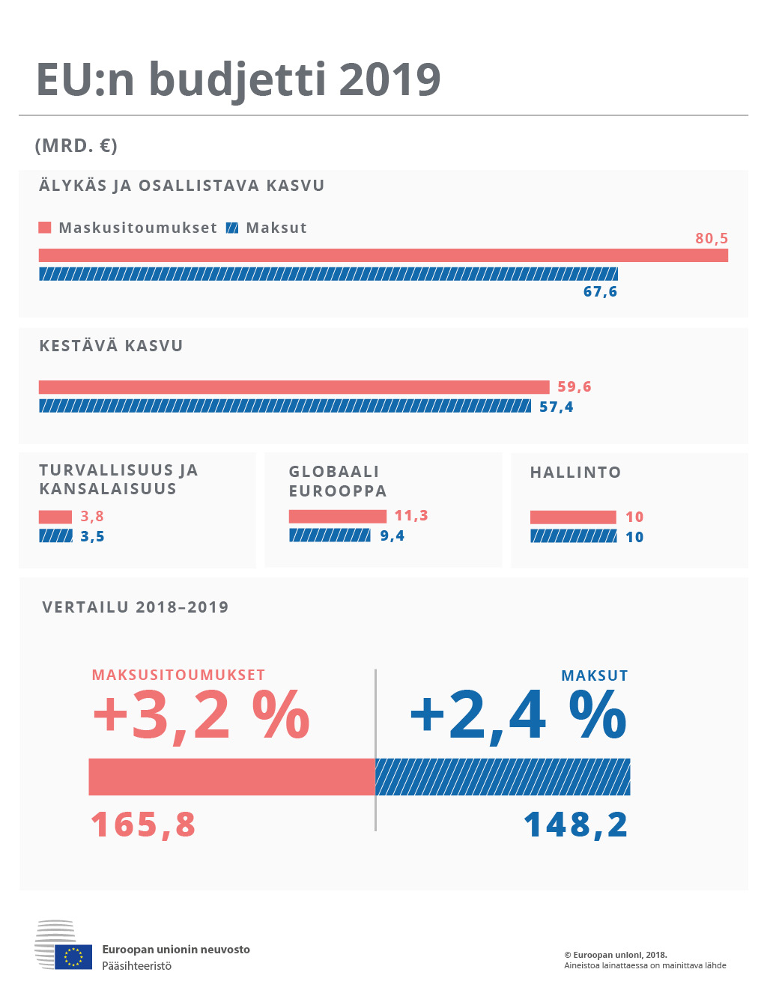 EU:n budjetti 2019
(MRD. €)
ÄLYKÄS JA OSALLISTAVA KASVU
Maskusitoumukset Maksut
80,5
67,6
KESTÄVÄ KASVU
59,6
57,4
TURVALLISUUS JA
KANSALAISUUS
3,8
3,5
GLOBAALI
EUROOPPA
11,3
9,4
HALLINTO
10
10
VERTAILU 2018–2019
MAKSUSITOUMUKSET
+3,2 %
165,8
MAKSUT
+2,4 %
148,2
Euroopan unionin neuvosto
Pääsihteeristö
© Euroopan unionI, 2018.
Aineistoa lainattaessa on mainittava lähde